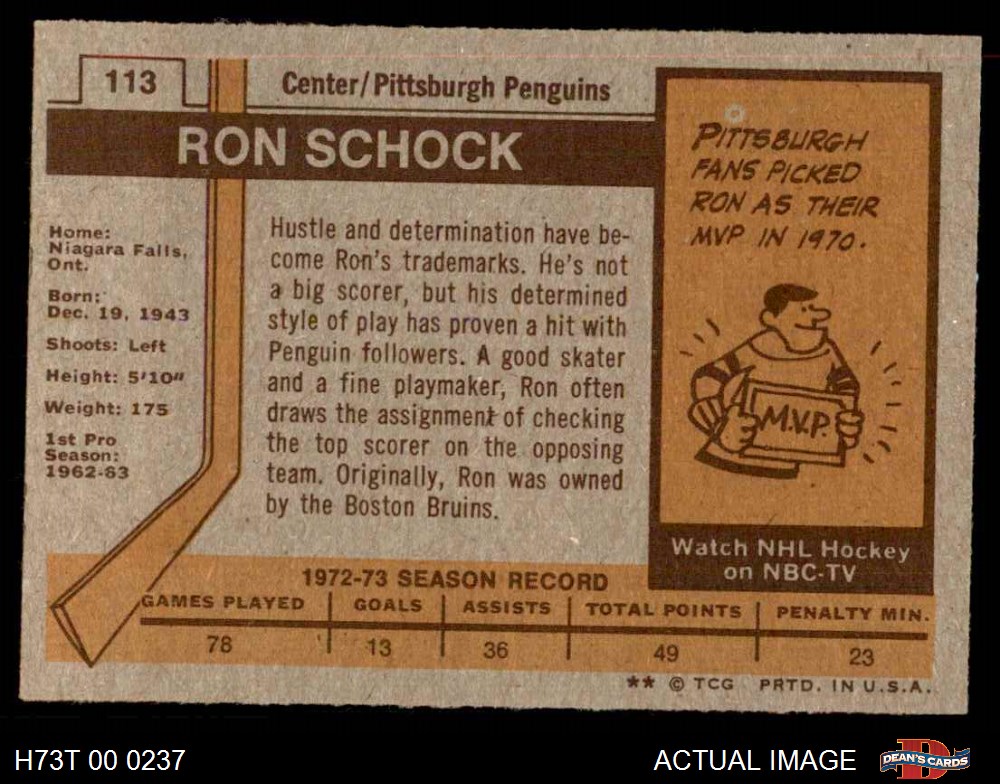 113
Center/Pittsburgh Penguins
RON SCHOCK
Home:
Niagara Falls,
Ont.
Born:
Dec. 19, 1943
Shoots: Left
Height: 5'10"
Weight: 175
1st Pro
Season:
1962-63
Hustle and determination have be-
come Ron's trademarks. He's not
a big scorer, but his determined
style of play has proven a hit with
Penguin followers. A good skater
and a fine playmaker, Ron often
draws the assignment of checking
the top scorer on the opposing
team. Originally, Ron was owned
by the Boston Bruins.
PITTSBURGH
FANS PICKED
RON AS THEIR
MVP IN 1970.
M.V.P.
Watch NHL Hockey
on NBC-TV
1972-73 SEASON RECORD
GAMES PLAYED GOALS ASSISTS TOTAL POINTS PENALTY MIN.
78 13 36 49 23
** © TCG PRTD. IN U.S.A.
H73T 00 0237
ACTUAL IMAGE
DEAN'S CARDS